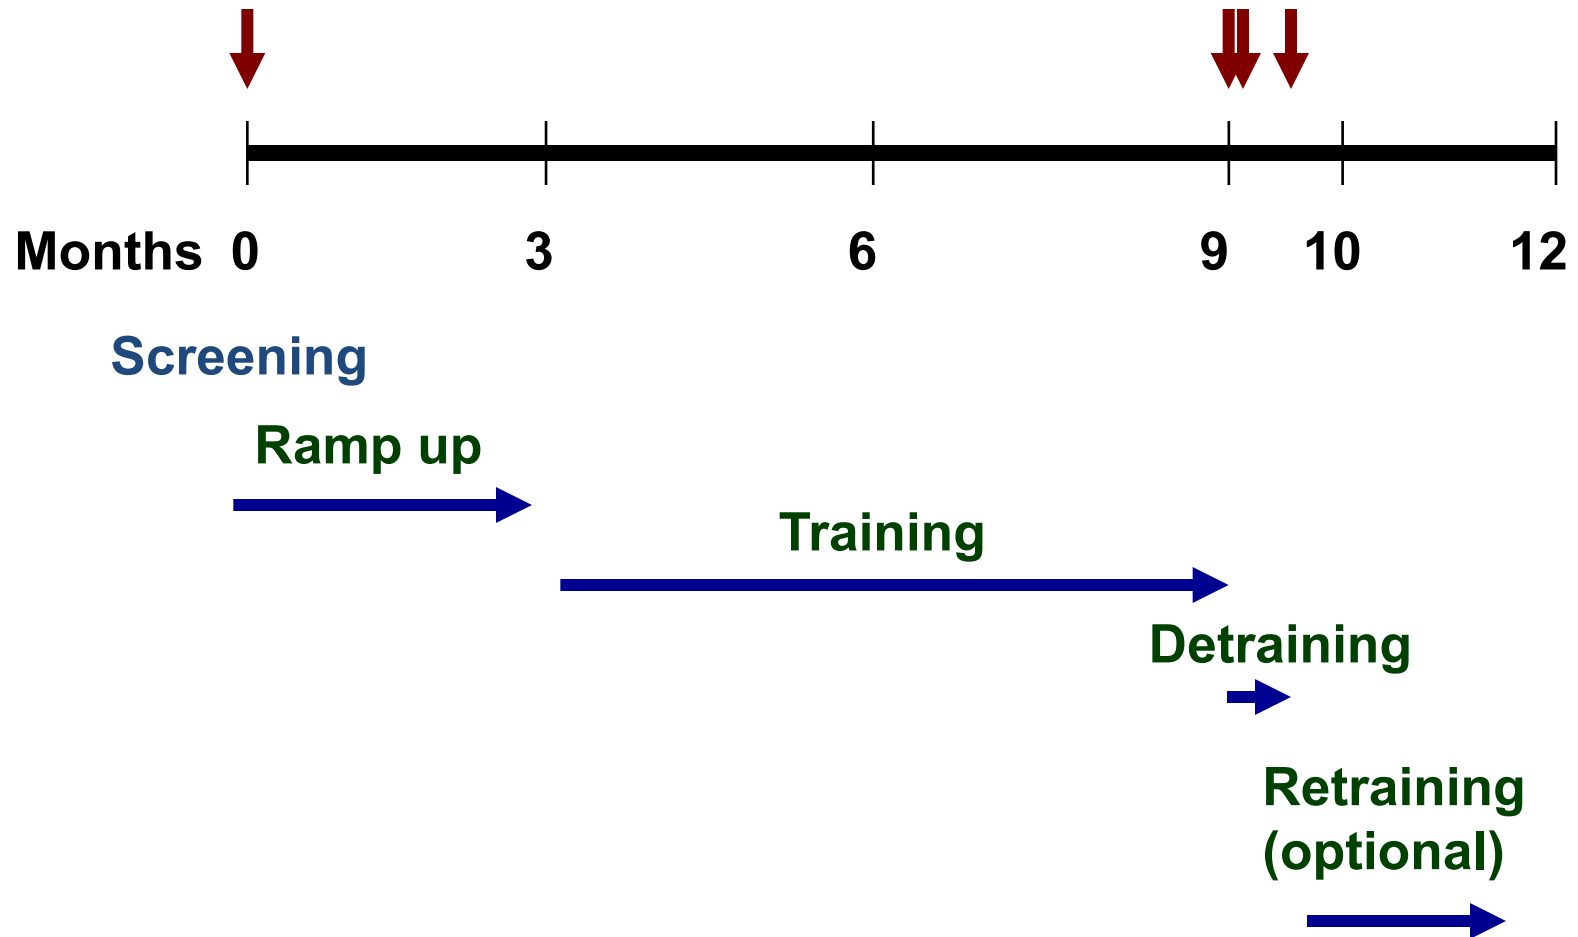 Months 0 3 6 9 10 12
Screening
Ramp up
Training
Detraining
Retraining
(optional)